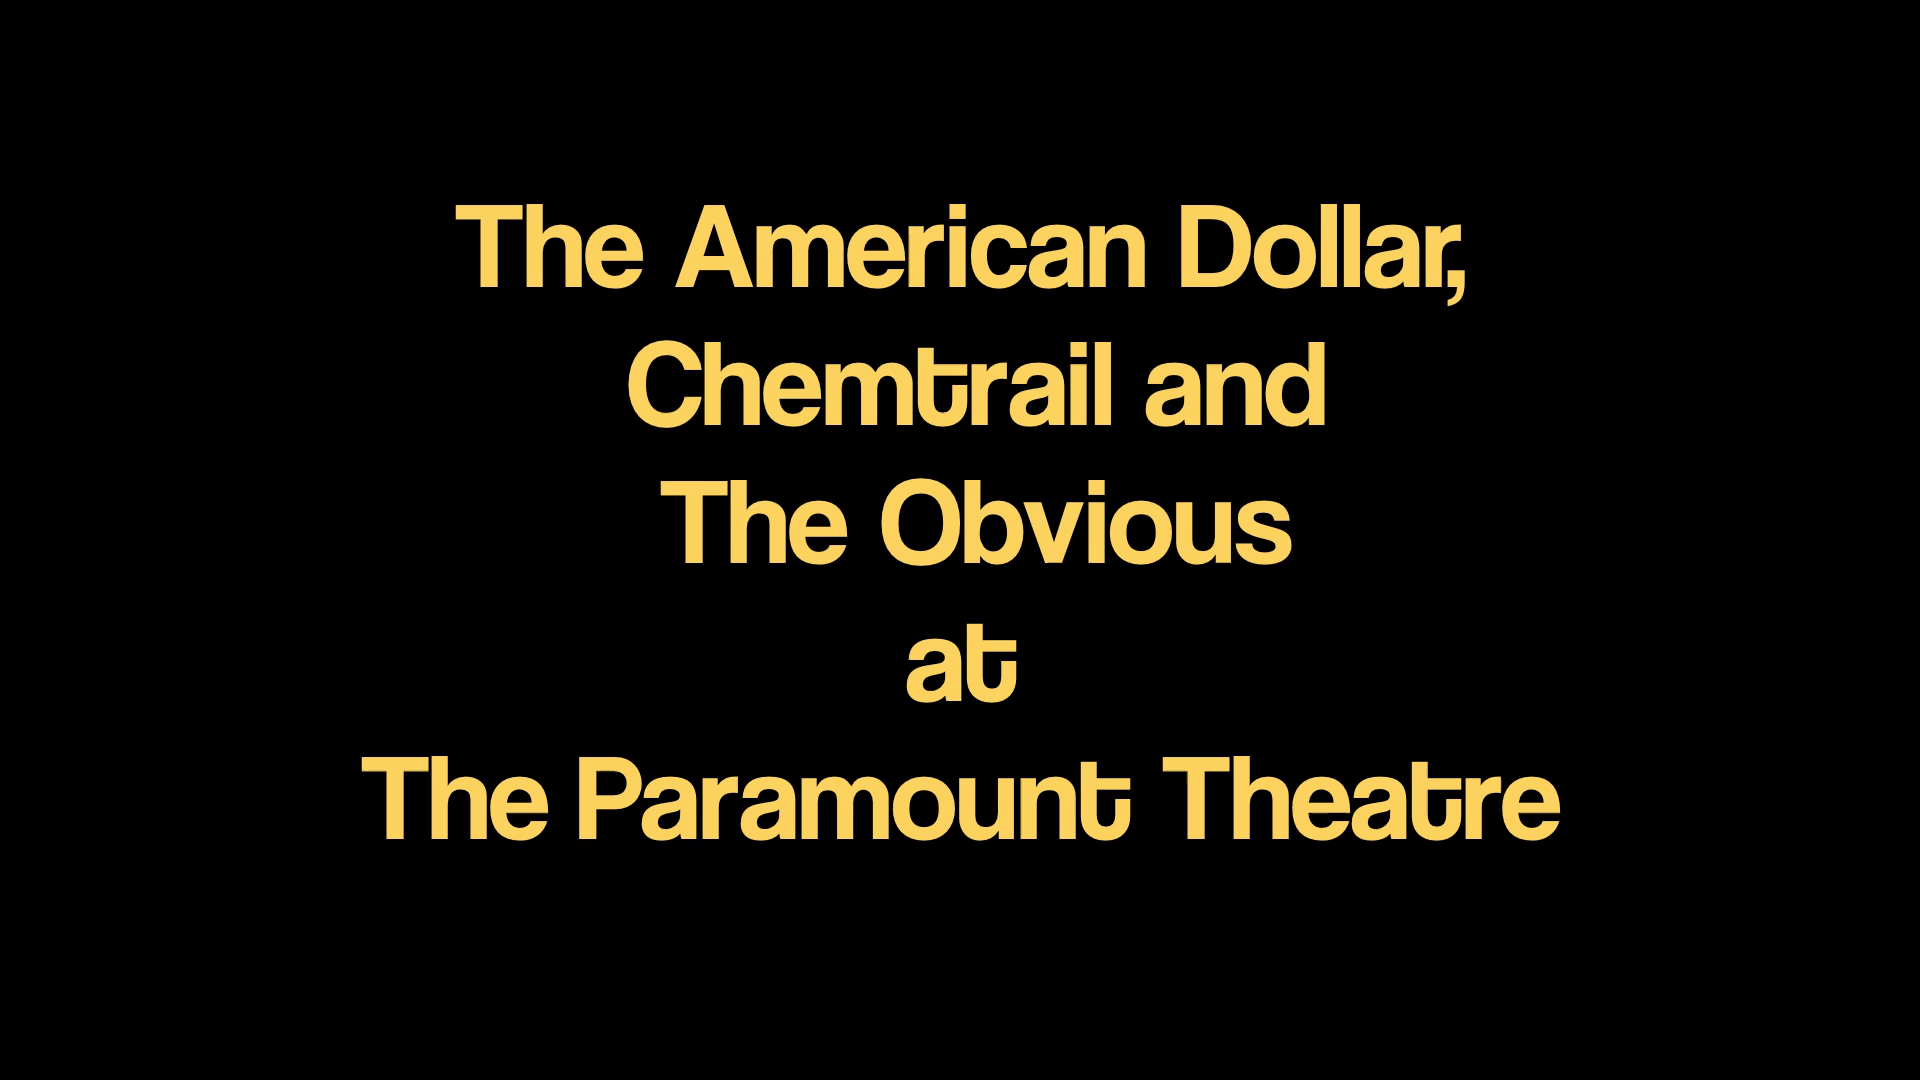 The American Dollar,
Chemtrail and
The Obvious
at
The Paramount Theatre